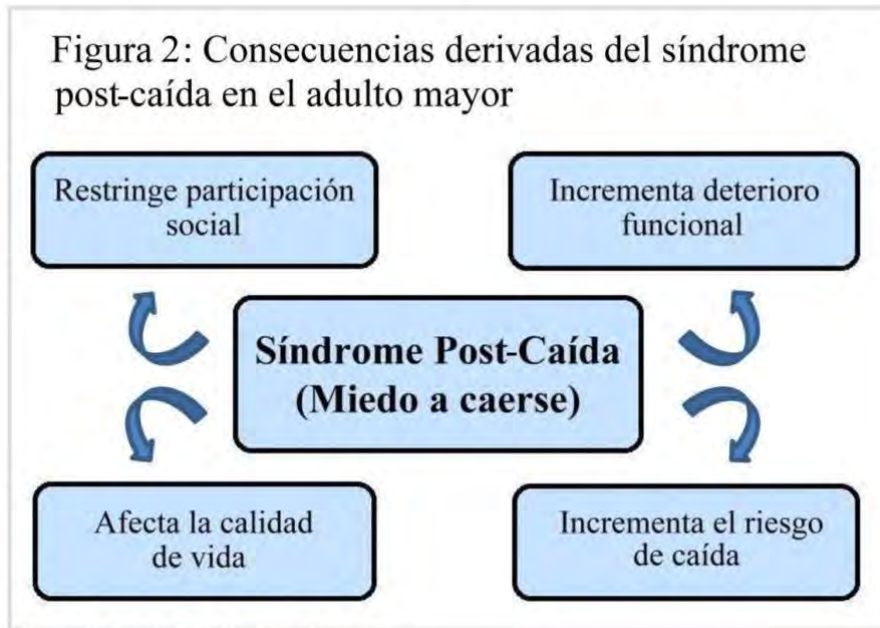 Figura 2: Consecuencias derivadas del síndrome
post-caída en el adulto mayor
Restringe participación
social
Incrementa deterioro
funcional
Síndrome Post-Caída
(Miedo a caerse)
Afecta la calidad
de vida
Incrementa el riesgo
de caída